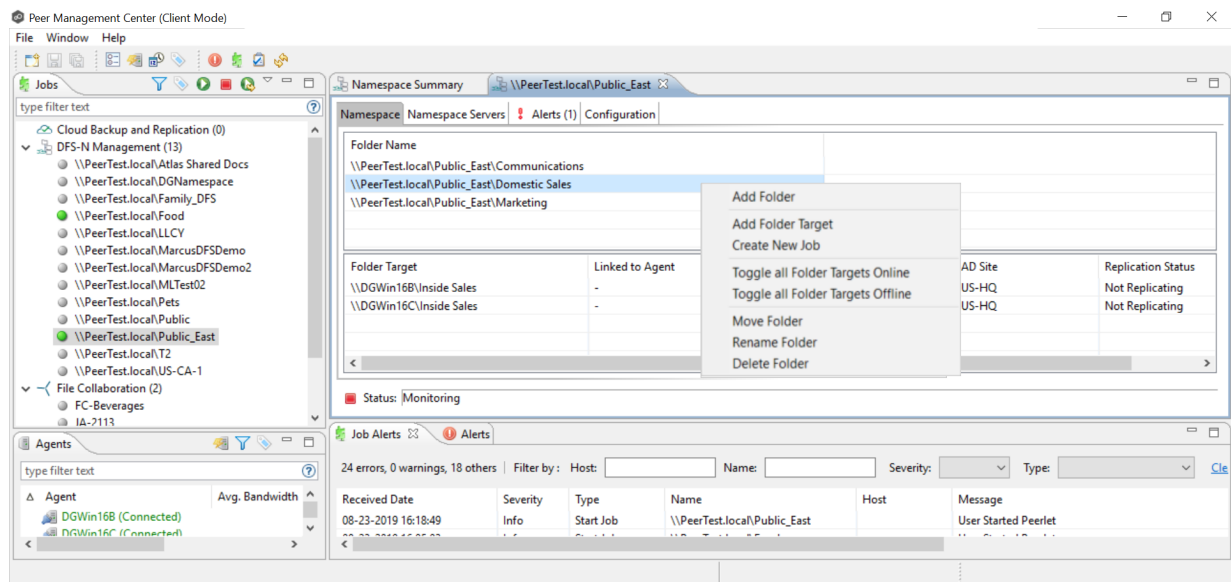 Peer Management Center (Client Mode)
File Window Help
Jobs
type filter text
Cloud Backup and Replication (0)
DFS-N Management (13)
\\PeerTest.local\Atlas Shared Docs
\\PeerTest.local\DGNamespace
\\PeerTest.local\Family_DFS
\\PeerTest.local\Food
\\PeerTest.local\LLCY
\\PeerTest.local\MarcusDFSDemo
\\PeerTest.local\MarcusDFSDemo2
\\PeerTest.local\MLTest02
\\PeerTest.local\Pets
\\PeerTest.local\Public
\\PeerTest.local\Public_East
\\PeerTest.local\T2
\\PeerTest.local\US-CA-1
File Collaboration (2)
FC-Beverages
JA-2113
Agents
type filter text
Agent Avg. Bandwidth
DGWin16B (Connected)
DGWin16C (Connected)
Namespace Summary \\PeerTest.local\Public_East
Namespace Namespace Servers Alerts (1) Configuration
Folder Name
\\PeerTest.local\Public_East\Communications
\\PeerTest.local\Public_East\Domestic Sales
\\PeerTest.local\Public_East\Marketing
Add Folder
Add Folder Target
Create New Job
Toggle all Folder Targets Online
Toggle all Folder Targets Offline
Move Folder
Rename Folder
Delete Folder
Folder Target Linked to Agent AD Site Replication Status
\\DGWin16B\Inside Sales - US-HQ Not Replicating
\\DGWin16C\Inside Sales - US-HQ Not Replicating
Status: Monitoring
Job Alerts Alerts
24 errors, 0 warnings, 18 others Filter by : Host: Name: Severity: Type: Cle
Received Date Severity Type Name Host Message
08-23-2019 16:18:49 Info Start Job \\PeerTest.local\Public_East User Started Peerlet